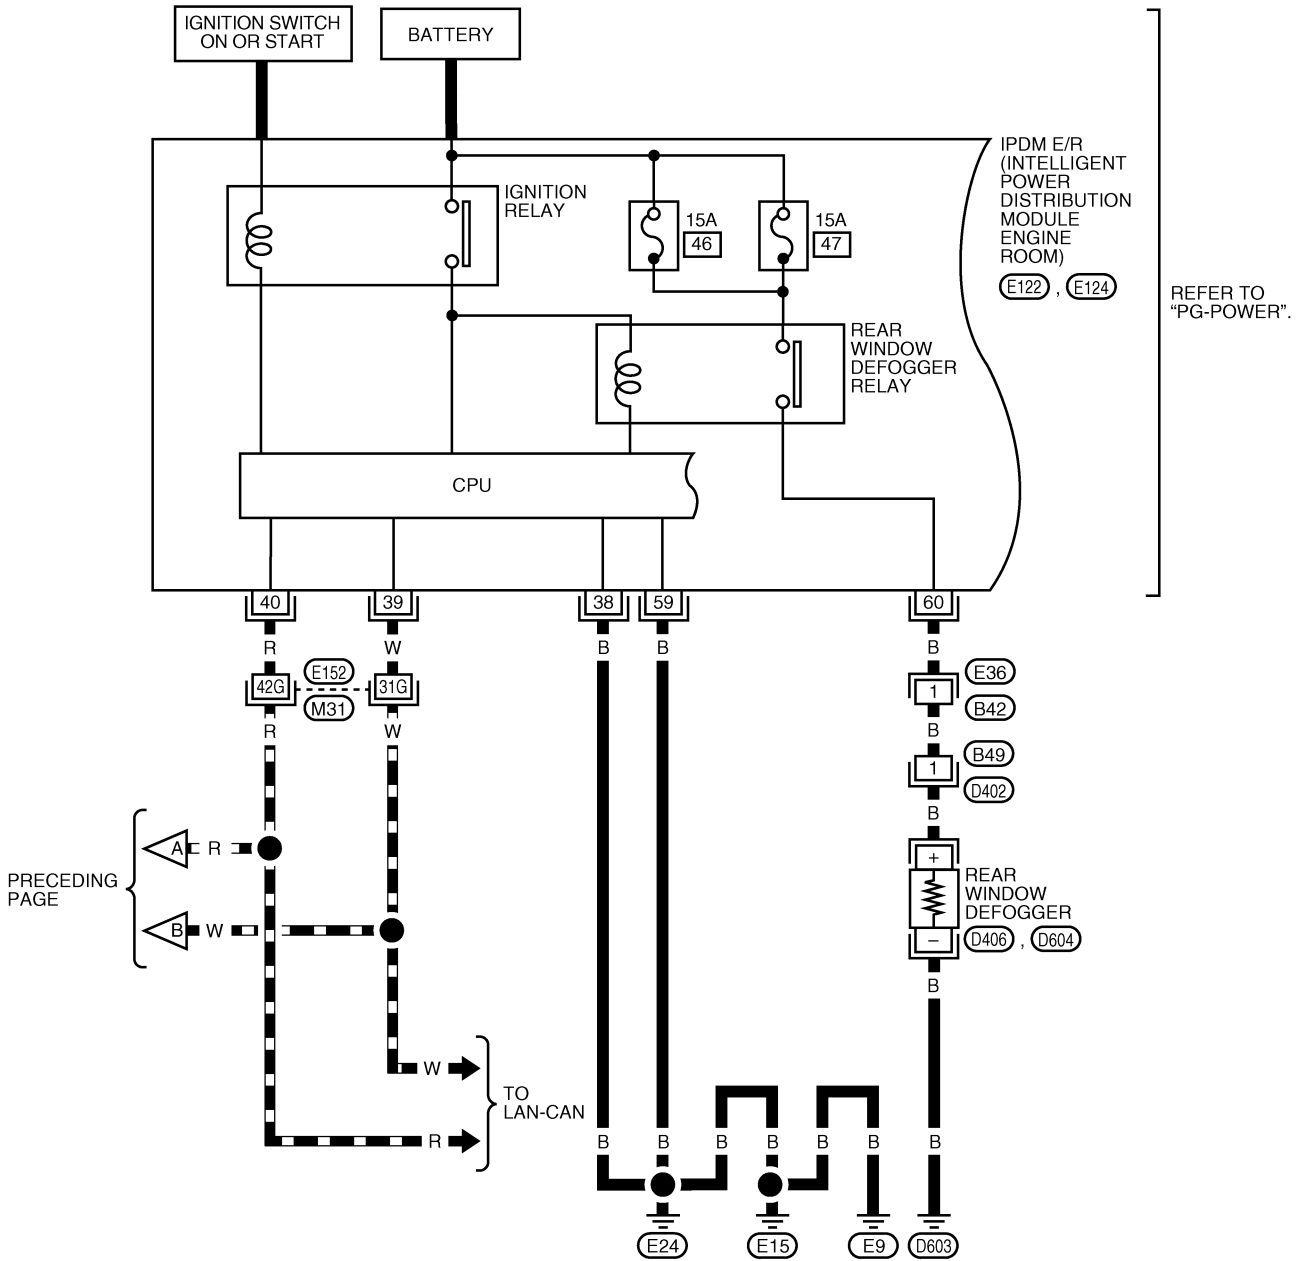 IGNITION SWITCH
ON OR START
BATTERY
IPDM E/R
(INTELLIGENT
POWER
DISTRIBUTION
MODULE
ENGINE
ROOM)
E122 , E124
REFER TO
“PG-POWER”.
IGNITION
RELAY
15A
46
15A
47
REAR
WINDOW
DEFOGGER
RELAY
CPU
40
39
38
59
60
R
W
B
B
B
42G
E152
M31
31G
E36
1
B42
R
W
B
B49
1
D402
B
A
R
PRECEDING
PAGE
B
W
+
REAR
WINDOW
DEFOGGER
−
D406 , D604
B
W
TO
LAN-CAN
R
B
B
B
B
B
B
B
E24
E15
E9
D603